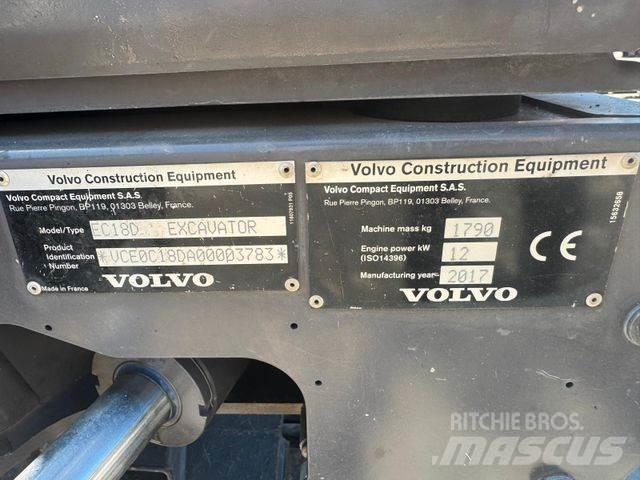 Volvo Construction Equipment
Volvo Compact Equipment S.A.S.
Rue Pierre Pingon, BP119, 01303 Belley, France.
Model/Type EC18D EXCAVATOR
Product Identification Number *VCE0C18DA00003783*
Made in France
VOLVO
Volvo Construction Equipment
Volvo Compact Equipment S.A.S.
Rue Pierre Pingon, BP119, 01303 Belley, France.
Machine mass kg 1790
Engine power kW (ISO14396) 12
Manufacturing year 2017
CE
VOLVO
RITCHIE BROS.
MASCUS